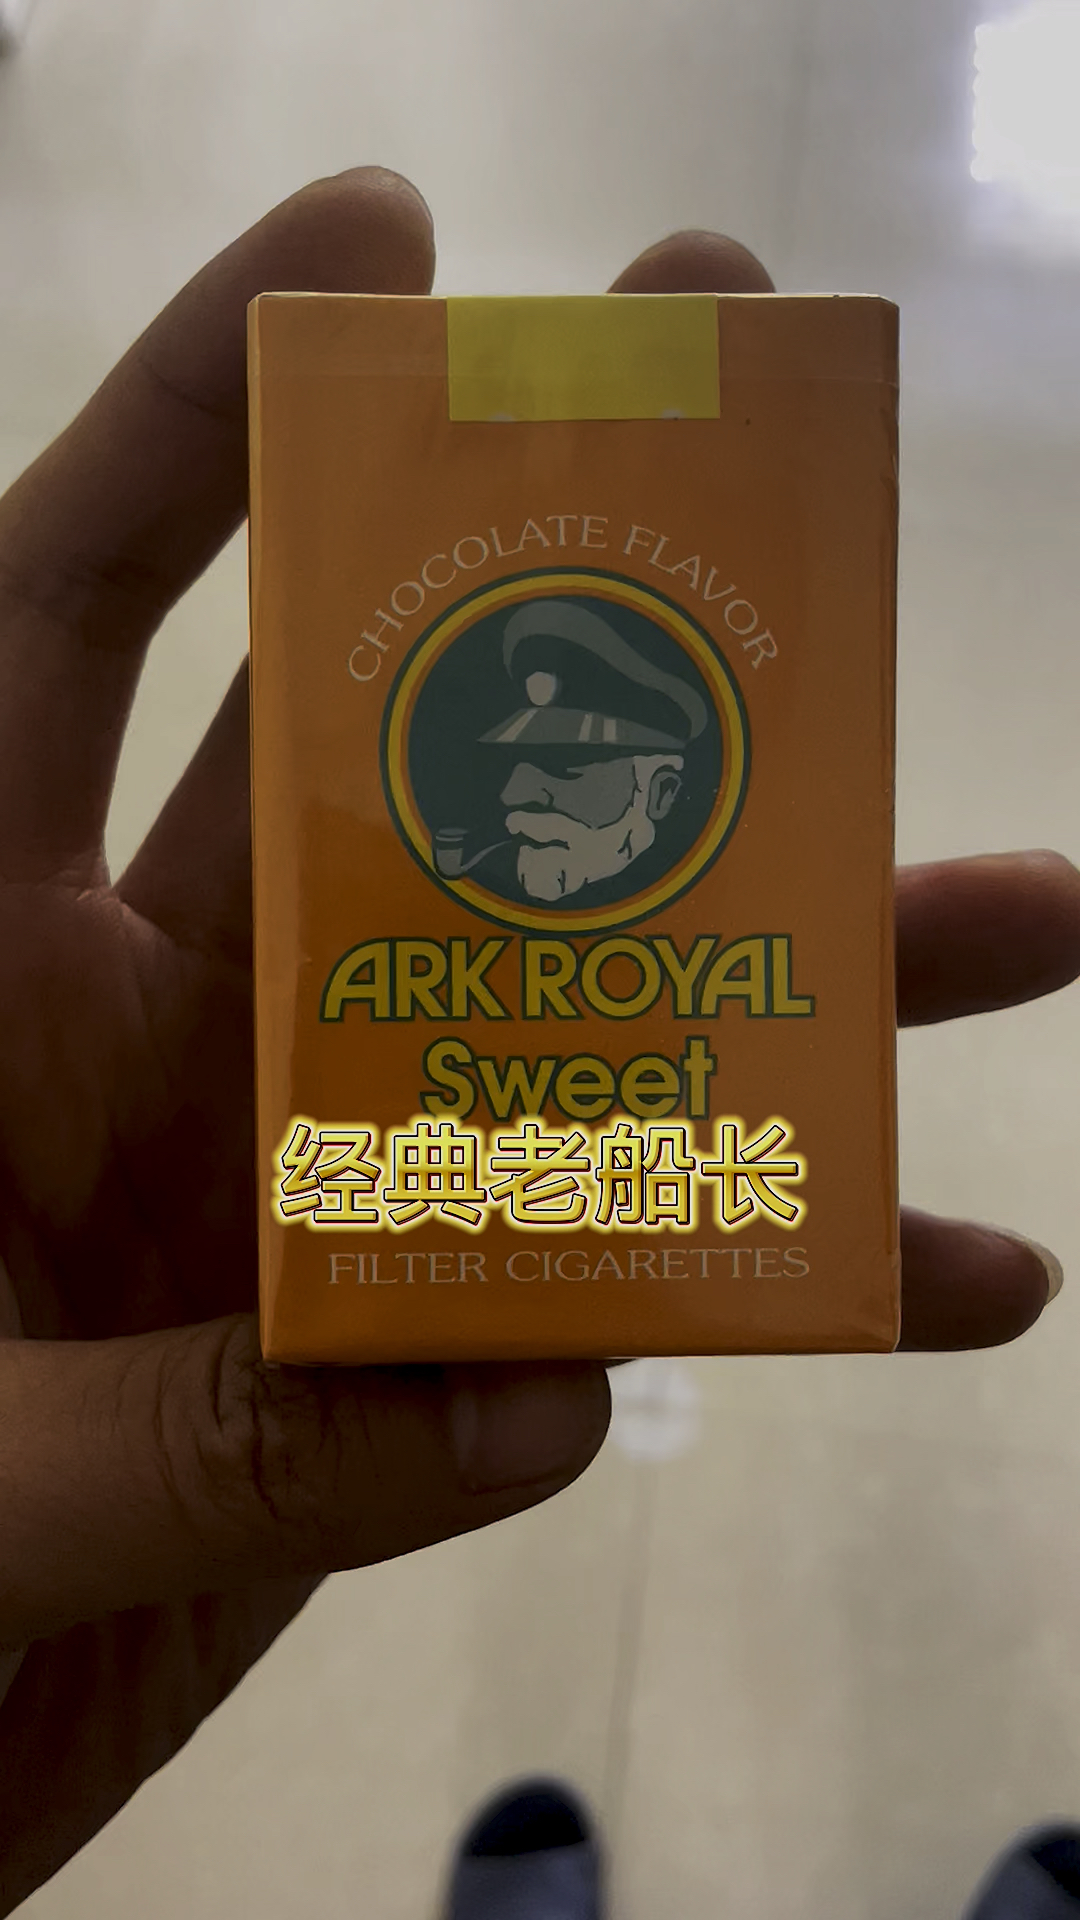 CHOCOLATE FLAVOR
ARK ROYAL
Sweet
经典老船长
FILTER CIGARETTES